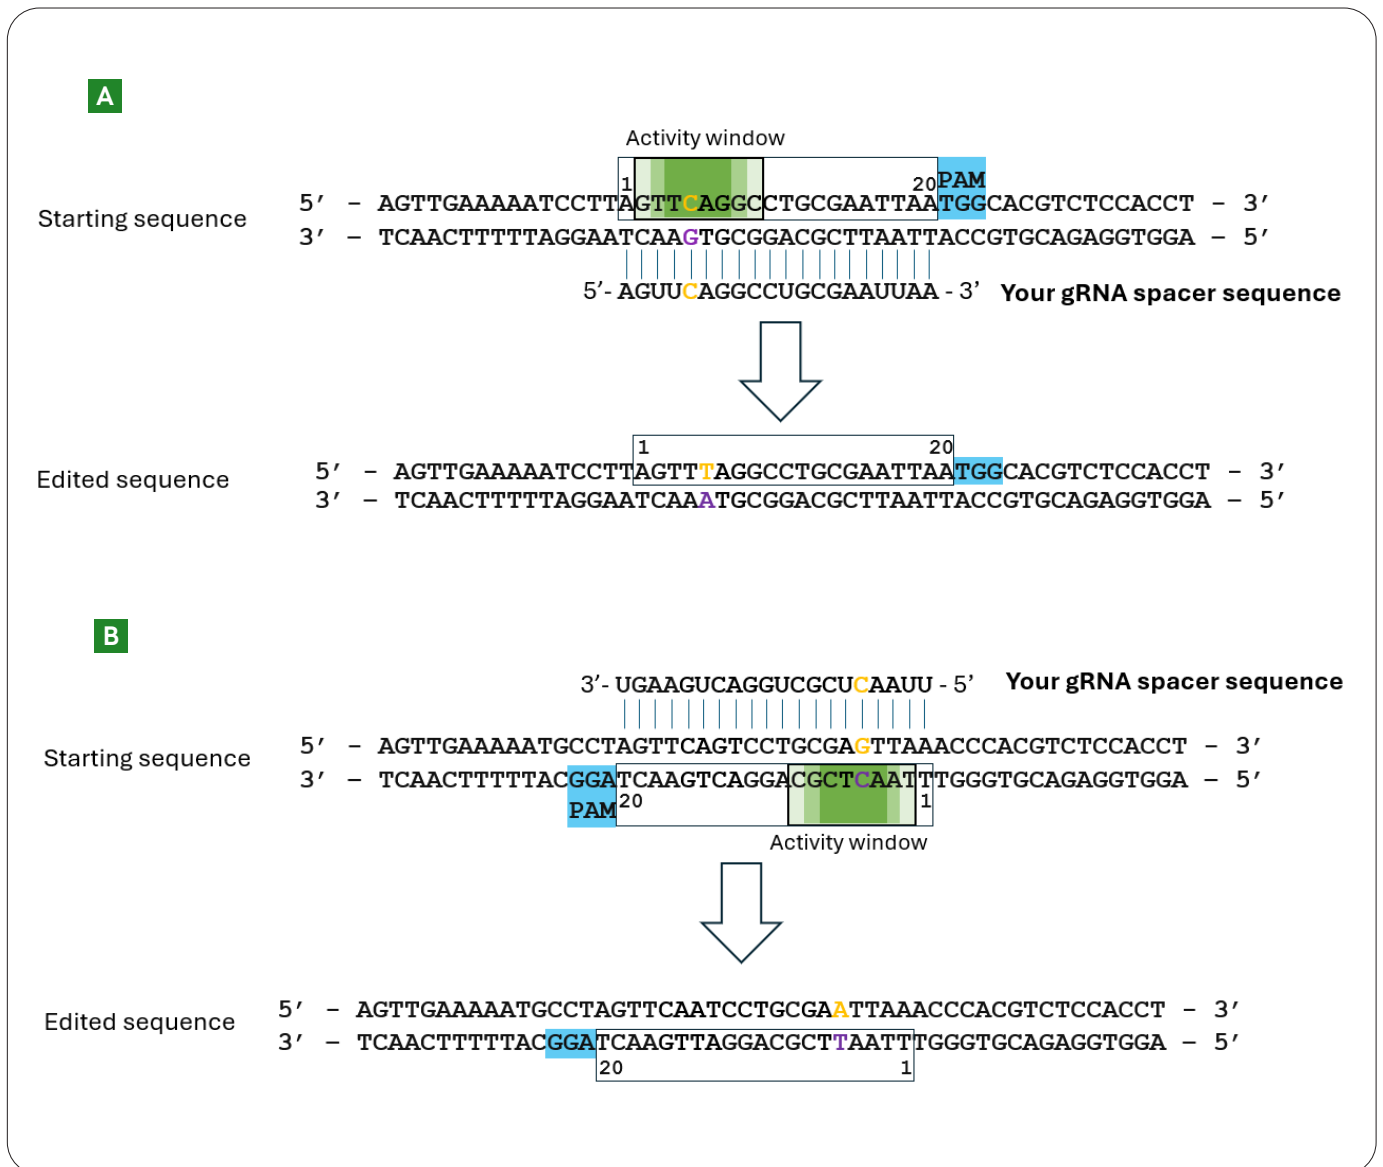 A
Activity window
1 20 PAM
Starting sequence
5′ – AGTTGAAAAATCCTTAGTTCAGGCCTGCGAATTAATGGCACGTCTCCACCT – 3′
3′ – TCAACTTTTTAGGAATCAAGTGCGGACGCTTAATTACCGTGCAGAGGTGGA – 5′
5′- AGUUCAGGCCUGCGAAUUAA - 3′ Your gRNA spacer sequence
1 20
Edited sequence
5′ – AGTTGAAAAATCCTTAGTTTAGGCCTGCGAATTAATGGCACGTCTCCACCT – 3′
3′ – TCAACTTTTTAGGAATCAAATGCGGACGCTTAATTACCGTGCAGAGGTGGA – 5′
B
3′- UGAAGUCAGGUCGCUCAAUU - 5′ Your gRNA spacer sequence
Starting sequence
5′ – AGTTGAAAAATGCCTAGTTCAGTCCTGCGAGTTAAACCCACGTCTCCACCT – 3′
3′ – TCAACTTTTTACGGATCAAGTCAGGACGCTCAATTTGGGTGCAGAGGTGGA – 5′
PAM 20 1
Activity window
Edited sequence
5′ – AGTTGAAAAATGCCTAGTTCAATCCTGCGAATTAAACCCACGTCTCCACCT – 3′
3′ – TCAACTTTTTACGGATCAAGTTAGGACGCTTAATTTGGGTGCAGAGGTGGA – 5′
20 1